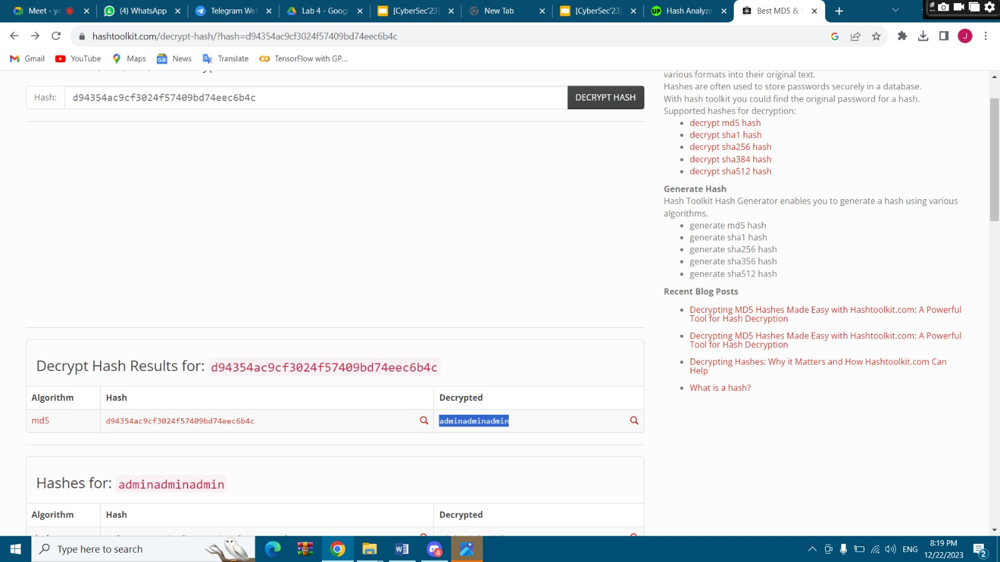 Meet - ya
(4) WhatsApp
Telegram We
Lab 4 - Goog
[CyberSec'23]
New Tab
[CyberSec'23]
Hash Analyze
Best MD5 &
hashtoolkit.com/decrypt-hash/?hash=d94354ac9cf3024f57409bd74eec6b4c
J
Gmail
YouTube
Maps
News
Translate
TensorFlow with GP...
Hash:
d94354ac9cf3024f57409bd74eec6b4c
DECRYPT HASH
various formats into their original text.
Hashes are often used to store passwords securely in a database.
With hash toolkit you could find the original password for a hash.
Supported hashes for decryption:
decrypt md5 hash
decrypt sha1 hash
decrypt sha256 hash
decrypt sha384 hash
decrypt sha512 hash
Generate Hash
Hash Toolkit Hash Generator enables you to generate a hash using various
algorithms.
generate md5 hash
generate sha1 hash
generate sha256 hash
generate sha356 hash
generate sha512 hash
Recent Blog Posts
Decrypting MD5 Hashes Made Easy with Hashtoolkit.com: A Powerful
Tool for Hash Decryption
Decrypting MD5 Hashes Made Easy with Hashtoolkit.com: A Powerful
Tool for Hash Decryption
Decrypting Hashes: Why it Matters and How Hashtoolkit.com Can
Help
What is a hash?
Decrypt Hash Results for: d94354ac9cf3024f57409bd74eec6b4c
Algorithm Hash Decrypted
md5 d94354ac9cf3024f57409bd74eec6b4c adminadminadmin
Hashes for: adminadminadmin
Algorithm Hash Decrypted
Type here to search
4
ENG
8:19 PM
12/22/2023
2